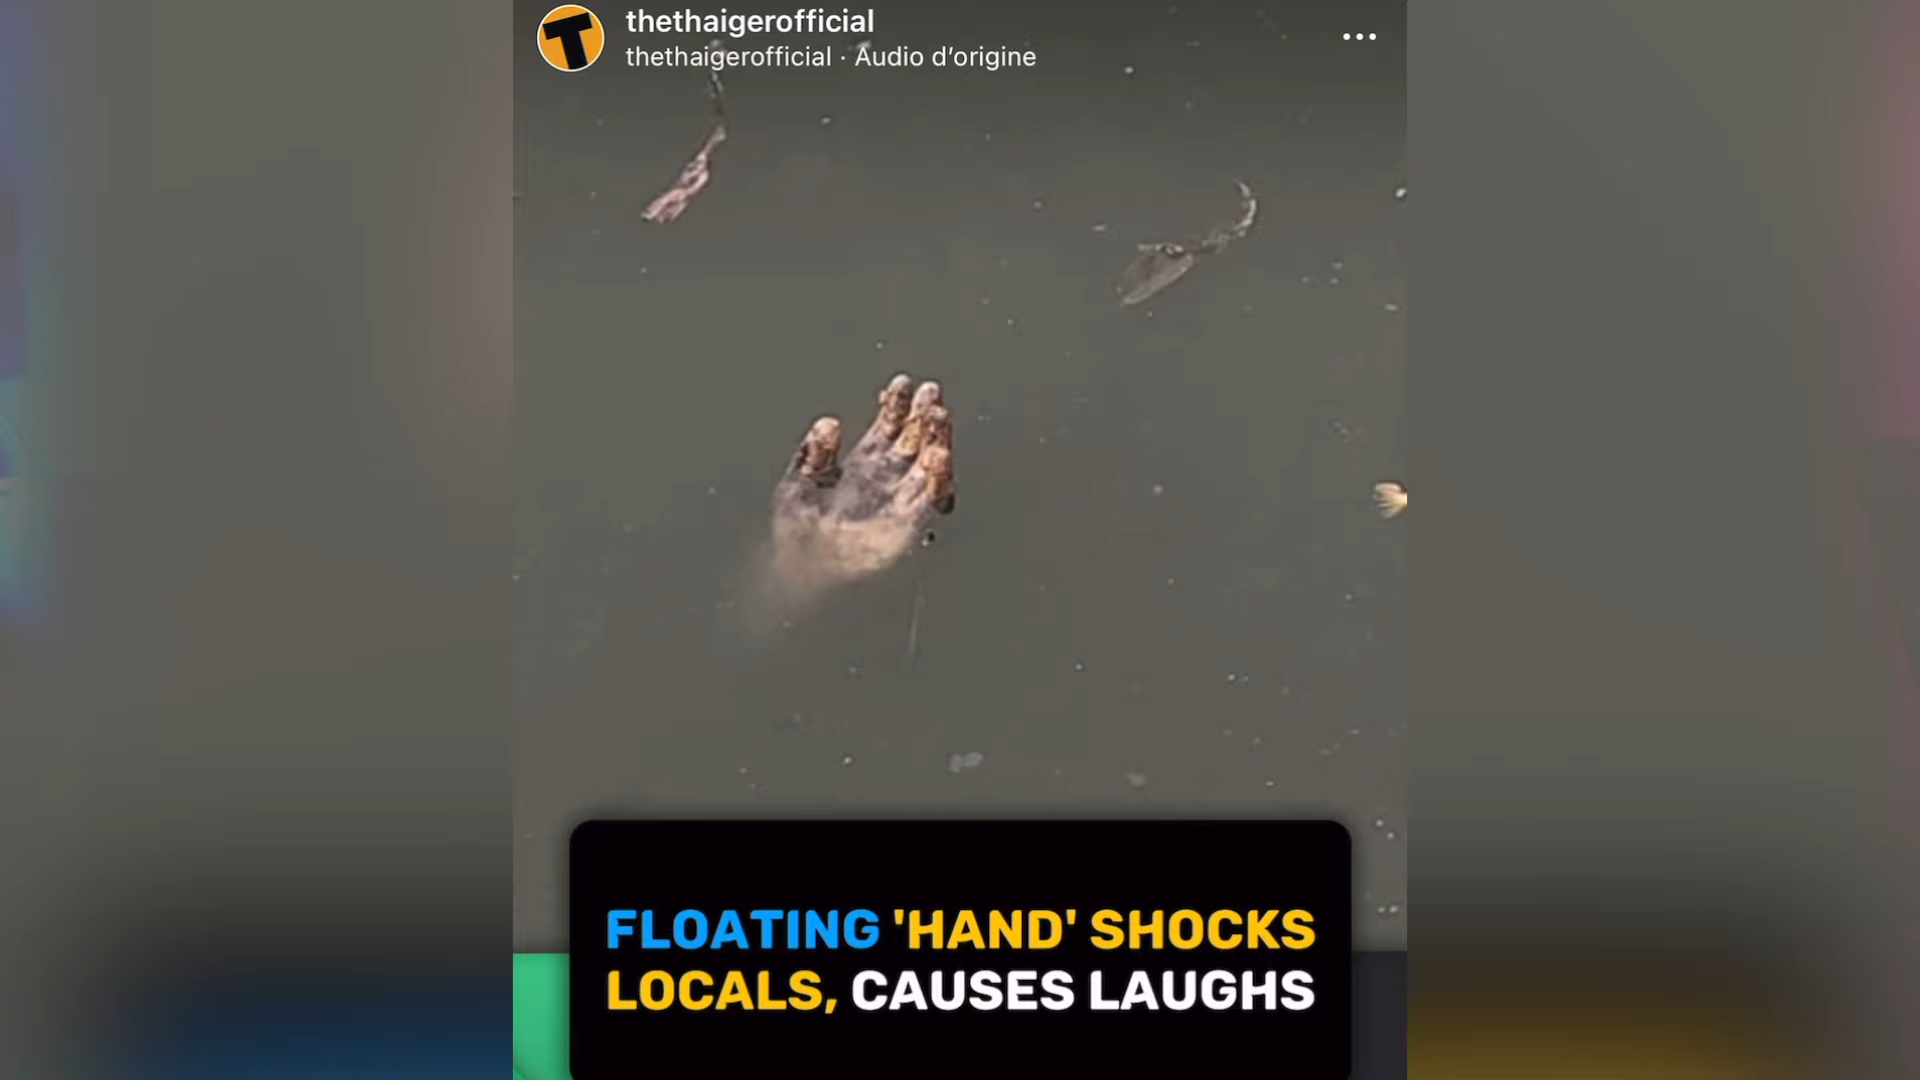 thethaigerofficial
thethaigerofficial · Audio d’origine
FLOATING 'HAND' SHOCKS
LOCALS, CAUSES LAUGHS